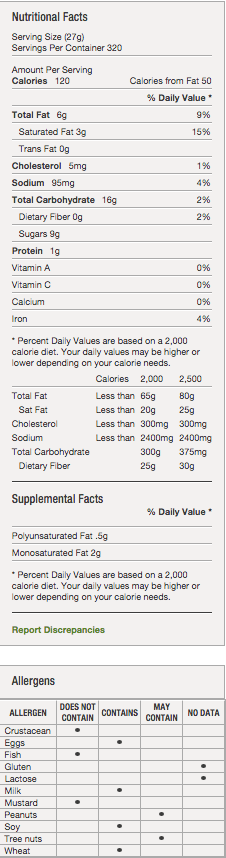 Nutritional Facts
Serving Size (27g)
Servings Per Container 320
Amount Per Serving
Calories 120 Calories from Fat 50
% Daily Value *
Total Fat 6g 9%
Saturated Fat 3g 15%
Trans Fat 0g
Cholesterol 5mg 1%
Sodium 95mg 4%
Total Carbohydrate 16g 2%
Dietary Fiber 0g 2%
Sugars 9g
Protein 1g
Vitamin A 0%
Vitamin C 0%
Calcium 0%
Iron 4%
* Percent Daily Values are based on a 2,000
calorie diet. Your daily values may be higher or
lower depending on your calorie needs.
Calories 2,000 2,500
Total Fat Less than 65g 80g
Sat Fat Less than 20g 25g
Cholesterol Less than 300mg 300mg
Sodium Less than 2400mg 2400mg
Total Carbohydrate 300g 375mg
Dietary Fiber 25g 30g
Supplemental Facts
% Daily Value *
Polyunsaturated Fat .5g
Monosaturated Fat 2g
* Percent Daily Values are based on a 2,000
calorie diet. Your daily values may be higher or
lower depending on your calorie needs.
Report Discrepancies
Allergens
ALLERGEN DOES NOT CONTAIN CONTAINS MAY CONTAIN NO DATA
Crustacean •
Eggs •
Fish •
Gluten •
Lactose •
Milk •
Mustard •
Peanuts •
Soy •
Tree nuts •
Wheat •